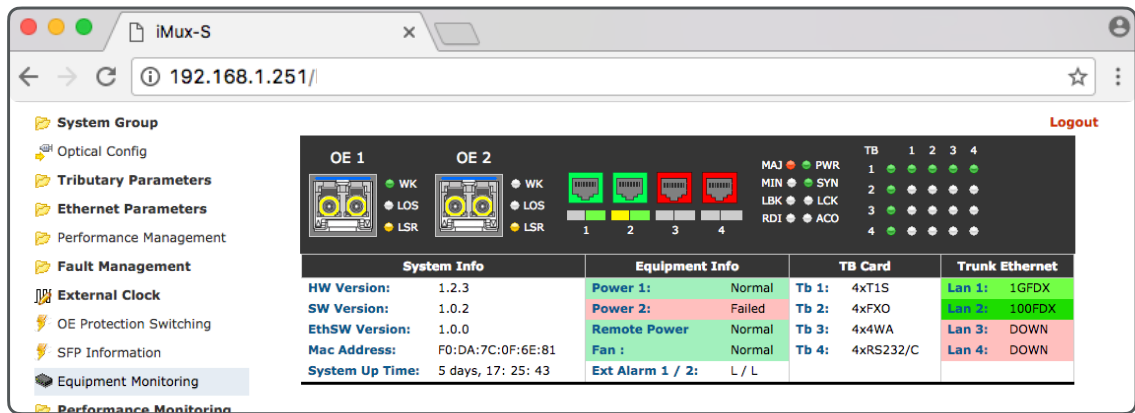 iMux-S
192.168.1.251/
System Group
Logout
Optical Config
Tributary Parameters
Ethernet Parameters
Performance Management
Fault Management
External Clock
OE Protection Switching
SFP Information
Equipment Monitoring
Performance Monitoring
OE 1 OE 2
WK WK
LOS LOS
LSR LSR
1 2 3 4
MAJ PWR
MIN SYN
LBK LCK
RDI ACO
TB 1 2 3 4
1
2
3
4
System Info Equipment Info TB Card Trunk Ethernet
HW Version: 1.2.3 Power 1: Normal Tb 1: 4xT1S Lan 1: 1GFDX
SW Version: 1.0.2 Power 2: Failed Tb 2: 4xFXO Lan 2: 100FDX
EthSW Version: 1.0.0 Remote Power Normal Tb 3: 4x4WA Lan 3: DOWN
Mac Address: F0:DA:7C:0F:6E:81 Fan : Normal Tb 4: 4xRS232/C Lan 4: DOWN
System Up Time: 5 days, 17: 25: 43 Ext Alarm 1 / 2: L / L